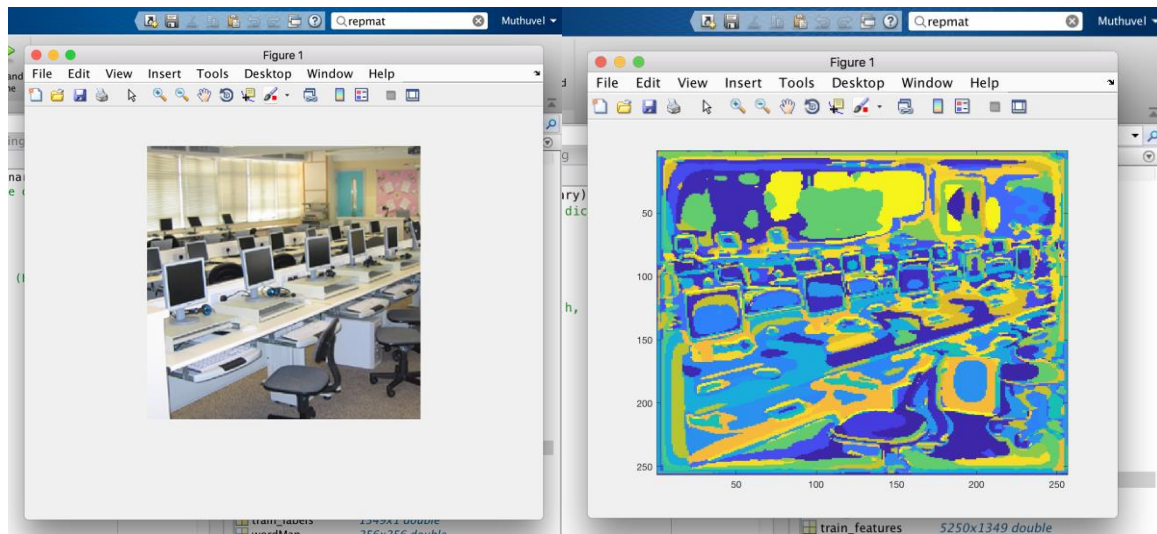 repmat
Muthuvel
Figure 1
File Edit View Insert Tools Desktop Window Help
train_labels 1349x1 double
wordMap 256x256 double
repmat
Muthuvel
Figure 1
File Edit View Insert Tools Desktop Window Help
ary)
dic
h,
50
100
150
200
250
50 100 150 200 250
train_features 5250x1349 double